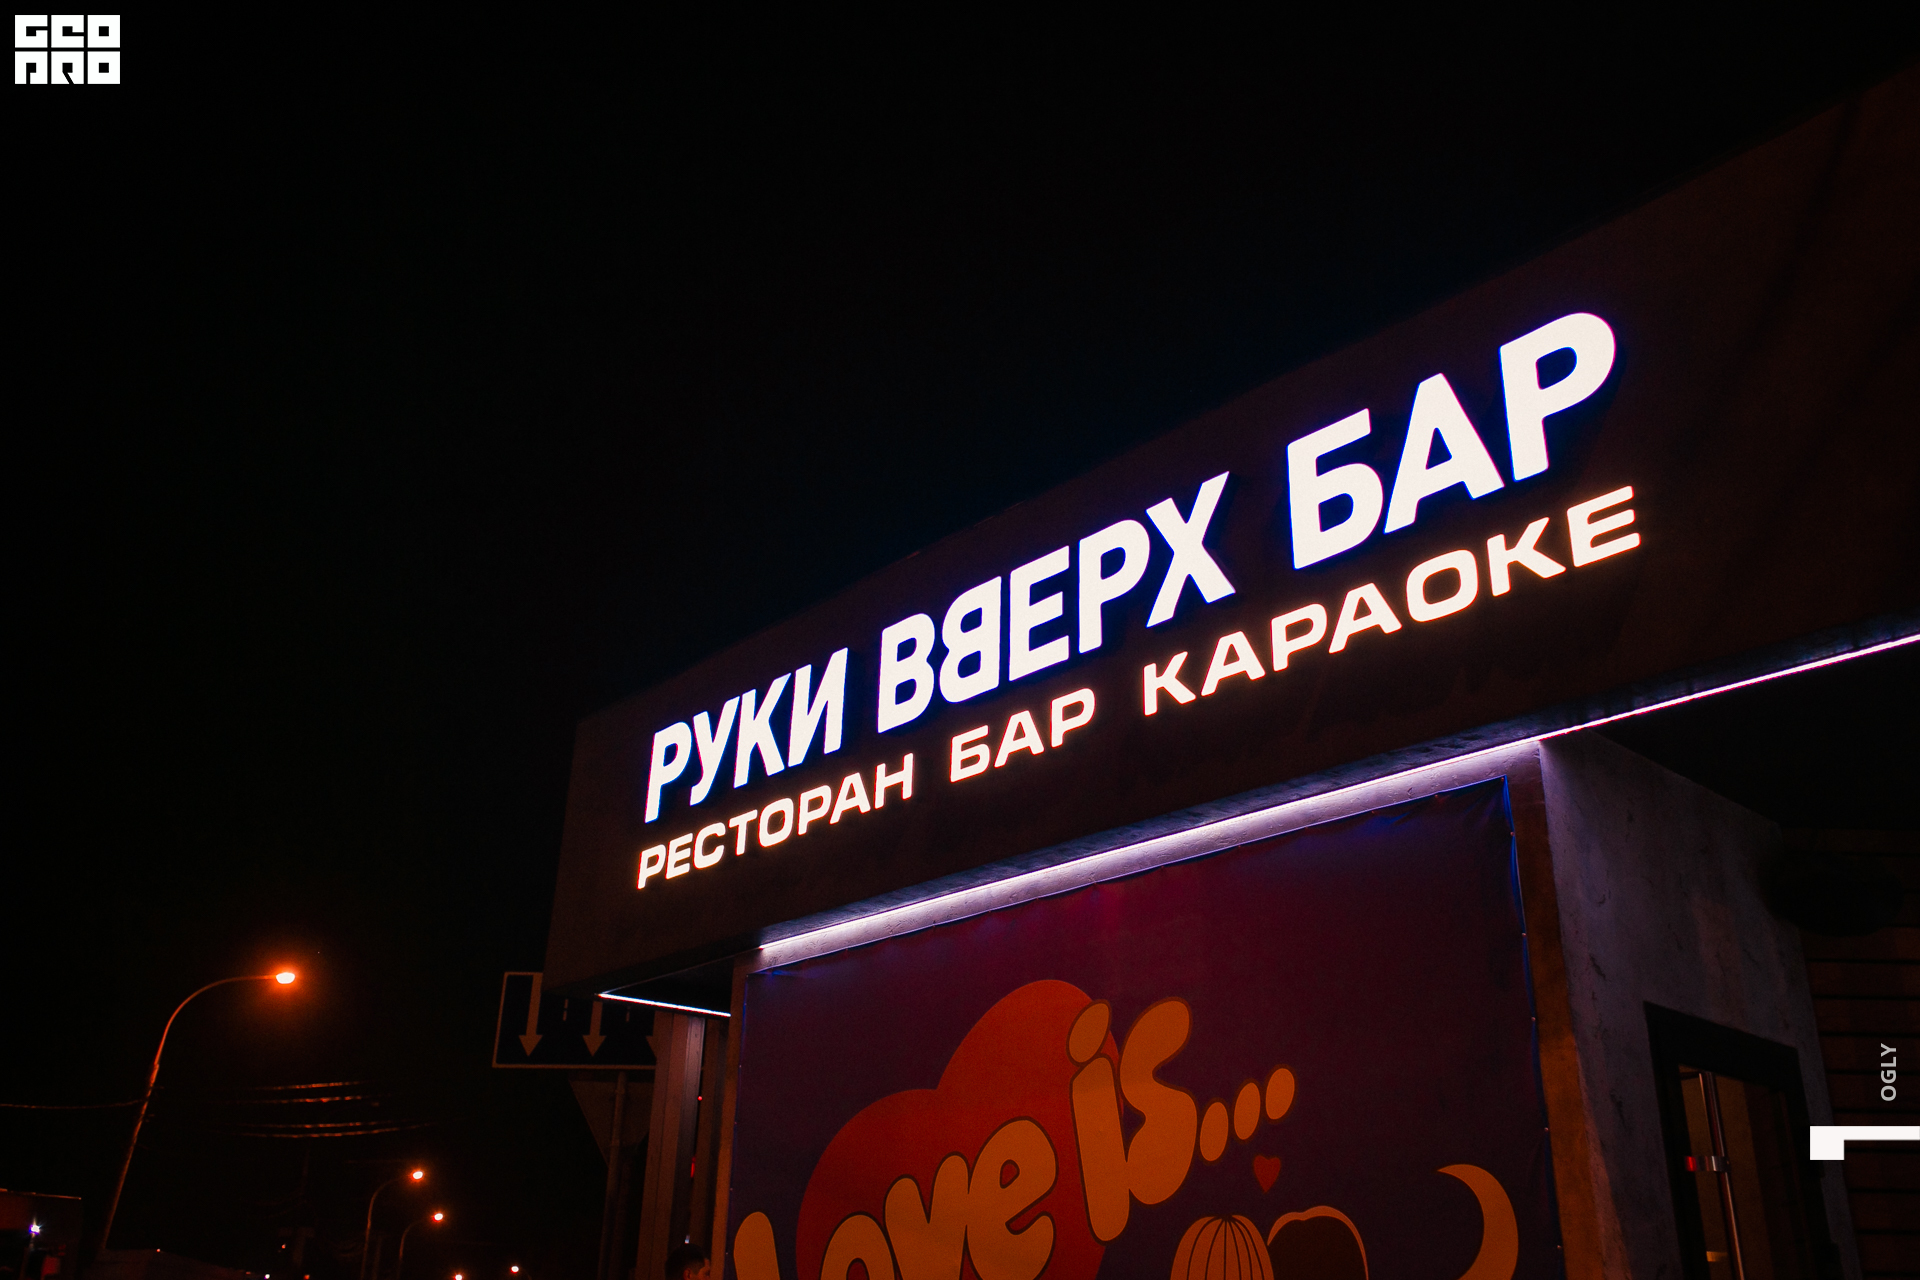 GEO
PRO
РУКИ ВВЕРХ БАР
РЕСТОРАН БАР КАРАОКЕ
Love is...
OGLY